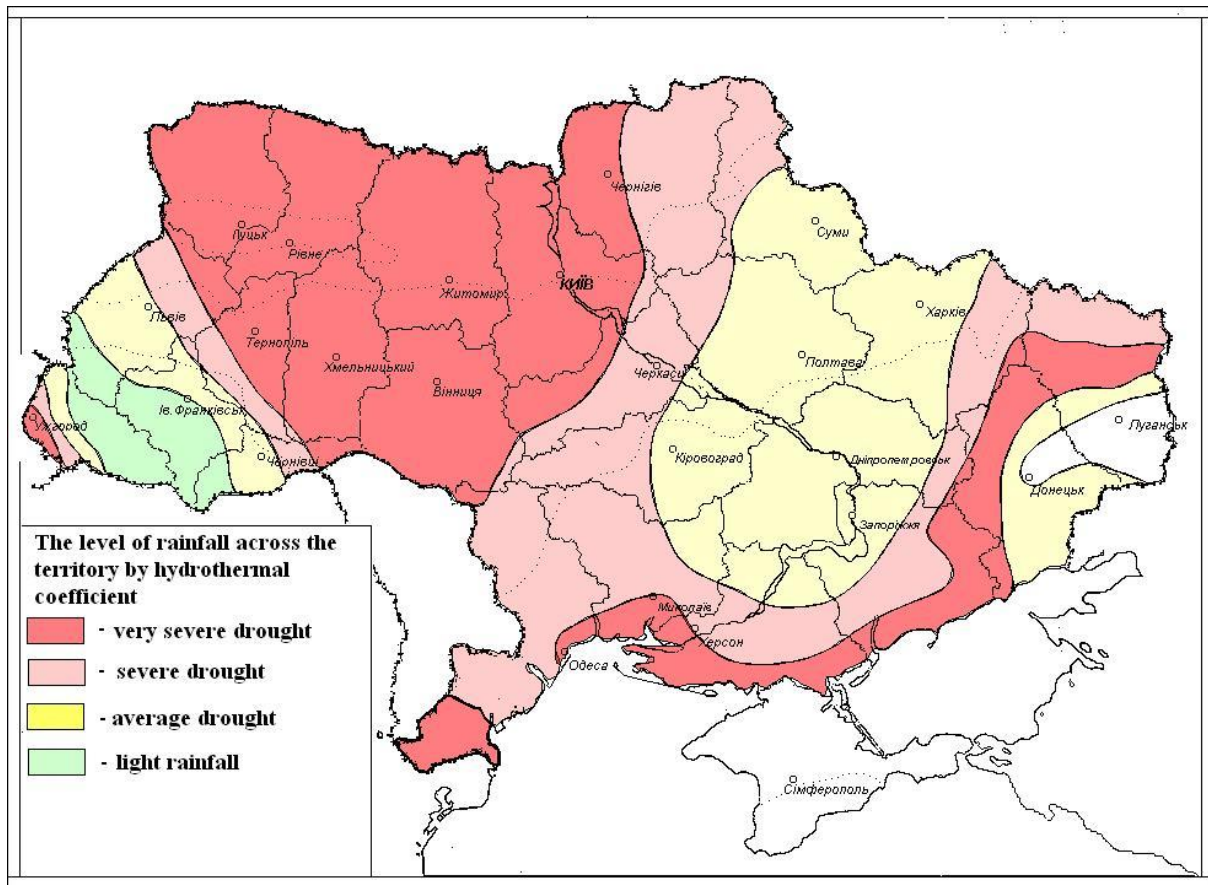 Чернігів
Суми
Луцьк
Рівне
КИЇВ
Житомир
Харків
Львів
Тернопіль
Хмельницький
Вінниця
Черкаси
Полтава
Ів. Франківськ
Ужгород
Чернівці
Кіровоград
Дніпропетровськ
Луганськ
Донецьк
Запоріжжя
Миколаїв
Херсон
Одеса
Сімферополь
The level of rainfall across the
territory by hydrothermal
coefficient
- very severe drought
- severe drought
- average drought
- light rainfall